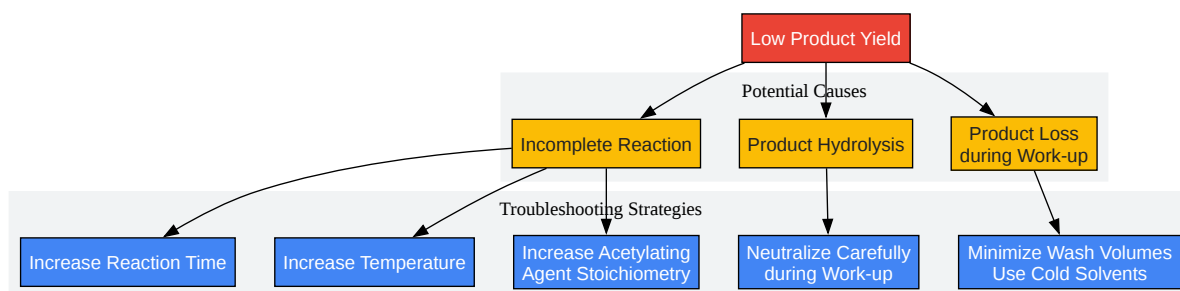 Low Product Yield
Potential Causes
Incomplete Reaction
Product Hydrolysis
Product Loss
during Work-up
Troubleshooting Strategies
Increase Reaction Time
Increase Temperature
Increase Acetylating
Agent Stoichiometry
Neutralize Carefully
during Work-up
Minimize Wash Volumes
Use Cold Solvents